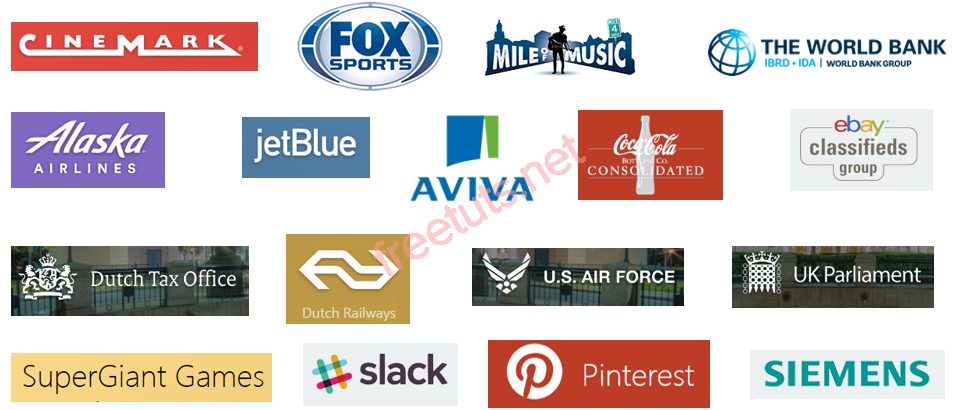 CINEMARK
FOX
SPORTS
MILE OF MUSIC
4
THE WORLD BANK
IBRD • IDA | WORLD BANK GROUP
Alaska
AIRLINES
jetBlue
AVIVA
Coca-Cola
BOTTLING CO.
CONSOLIDATED
ebay™
classifieds
group
freetuts.net
Dutch Tax Office
Dutch Railways
U.S. AIR FORCE
UK Parliament
SuperGiant Games
slack
Pinterest
SIEMENS